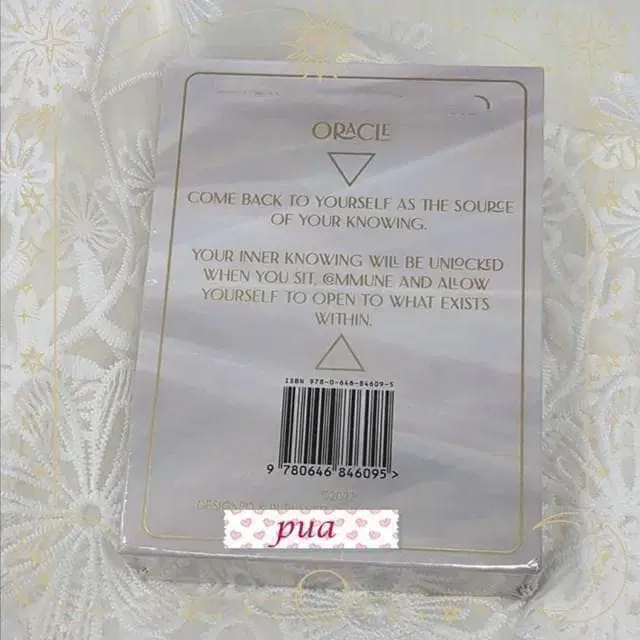 ORACLE
COME BACK TO YOURSELF AS THE SOURCE
OF YOUR KNOWING.
YOUR INNER KNOWING WILL BE UNLOCKED
WHEN YOU SIT, COMMUNE AND ALLOW
YOURSELF TO OPEN TO WHAT EXISTS
WITHIN.
ISBN 978-0-646-84609-5
9 780646 846095 >
©2022
pua